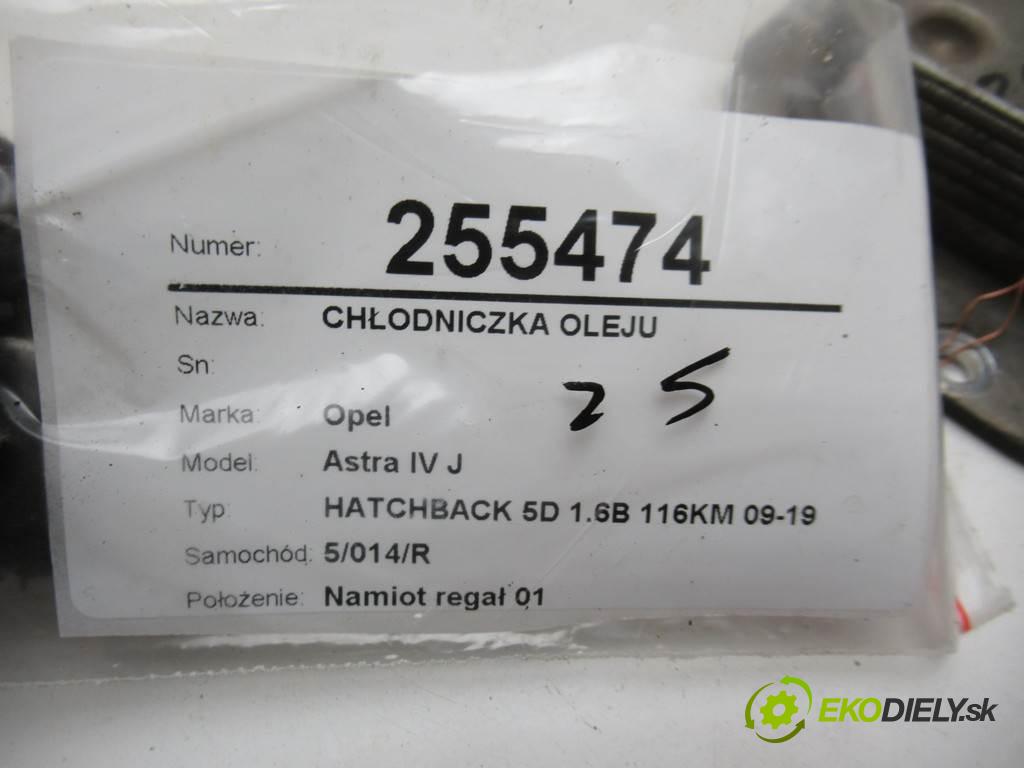 Numer: 255474
Nazwa: CHŁODNICZKA OLEJU
Sn:
25
Marka: Opel
Model: Astra IV J
Typ: HATCHBACK 5D 1.6B 116KM 09-19
Samochód: 5/014/R
Położenie: Namiot regał 01
EKODIELY.sk